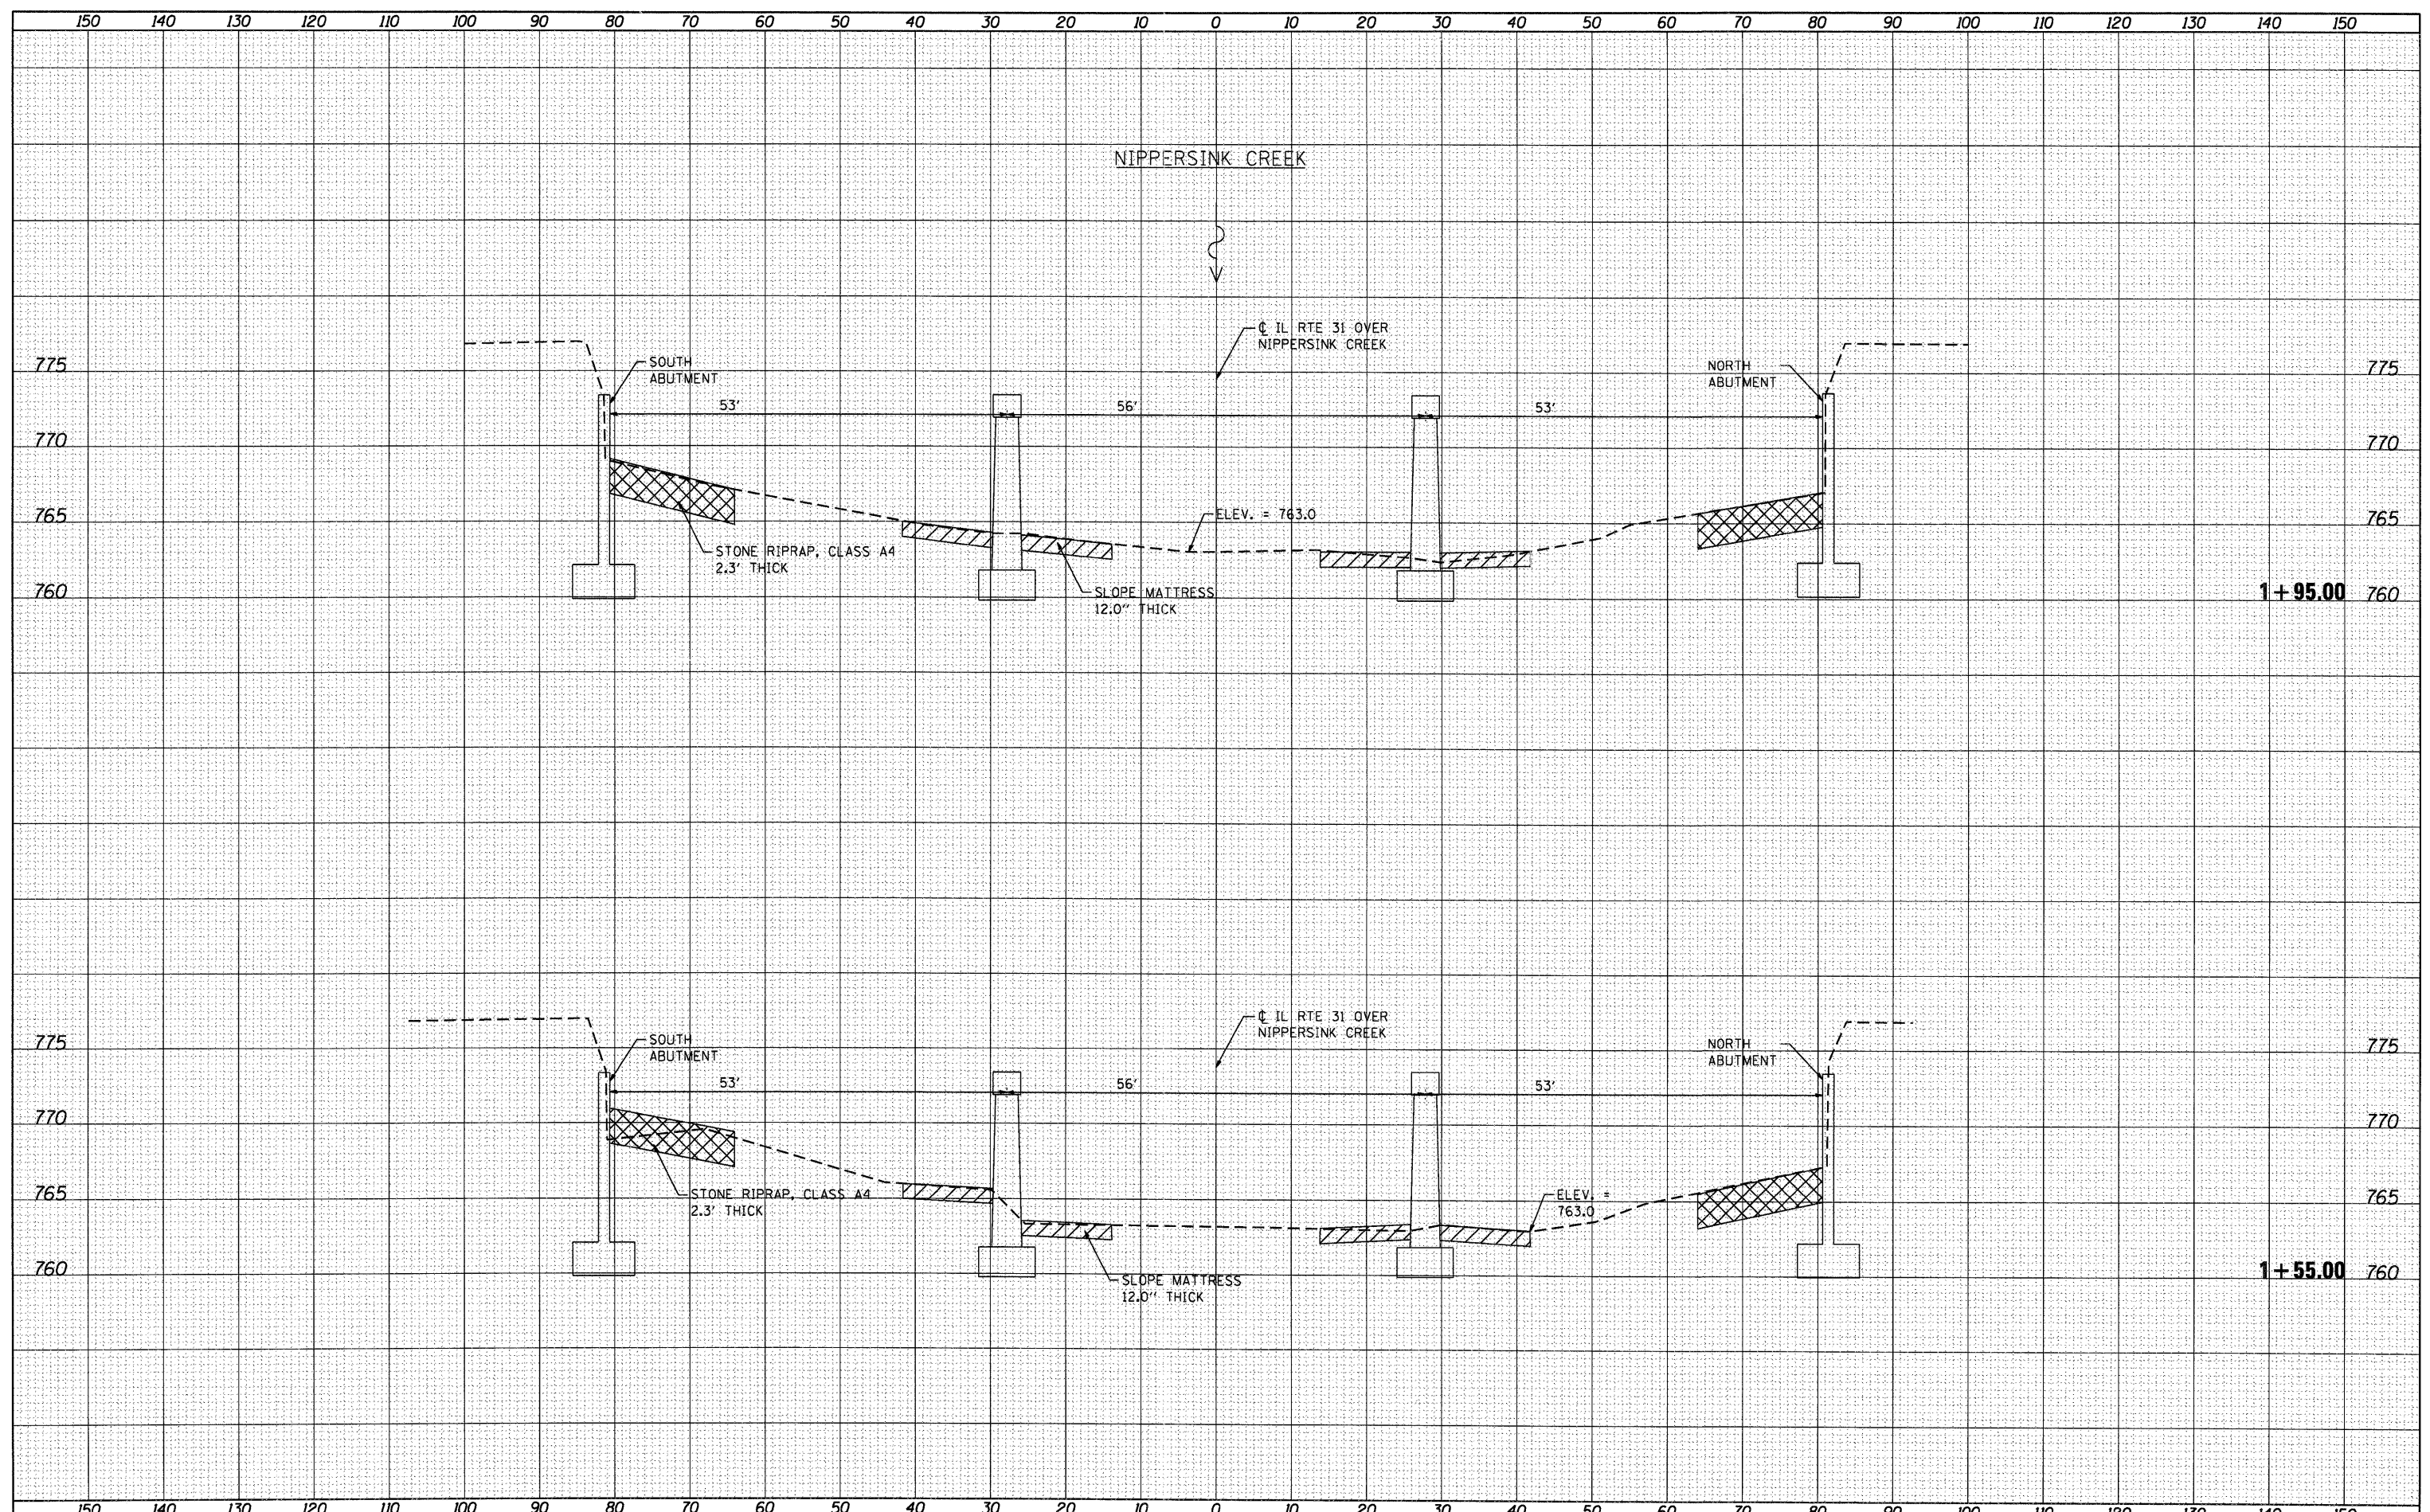 150 140 130 120 110 100 90 80 70 60 50 40 30 20 10 0 10 20 30 40 50 60 70 80 90 100 110 120 130 140 150
NIPPERSINK CREEK
℄ IL RTE 31 OVER
NIPPERSINK CREEK
775 775
SOUTH
ABUTMENT
NORTH
ABUTMENT
53' 56' 53'
770 770
765 765
ELEV. = 763.0
STONE RIPRAP, CLASS A4
2.3' THICK
SLOPE MATTRESS
12.0" THICK
760 1+95.00 760
℄ IL RTE 31 OVER
NIPPERSINK CREEK
775 775
SOUTH
ABUTMENT
NORTH
ABUTMENT
53' 56' 53'
770 770
765 765
STONE RIPRAP, CLASS A4
2.3' THICK
ELEV. =
763.0
SLOPE MATTRESS
12.0" THICK
760 1+55.00 760
150 140 130 120 110 100 90 80 70 60 50 40 30 20 10 0 10 20 30 40 50 60 70 80 90 100 110 120 130 140 150